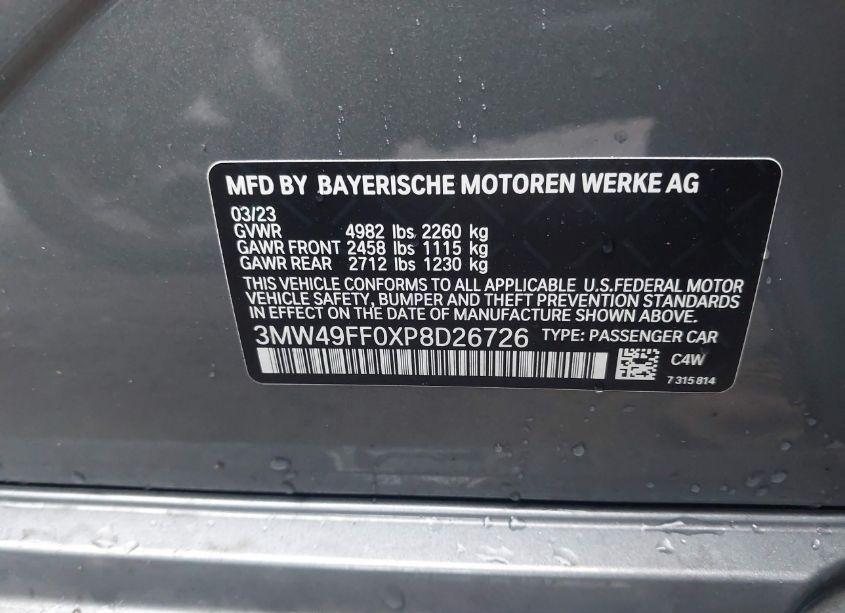 MFD BY BAYERISCHE MOTOREN WERKE AG
03/23
GVWR 4982 lbs 2260 kg
GAWR FRONT 2458 lbs 1115 kg
GAWR REAR 2712 lbs 1230 kg
THIS VEHICLE CONFORMS TO ALL APPLICABLE U.S.FEDERAL MOTOR
VEHICLE SAFETY, BUMPER AND THEFT PREVENTION STANDARDS
IN EFFECT ON THE DATE OF MANUFACTURE SHOWN ABOVE.
3MW49FF0XP8D26726 TYPE: PASSENGER CAR
C4W
7 315 814